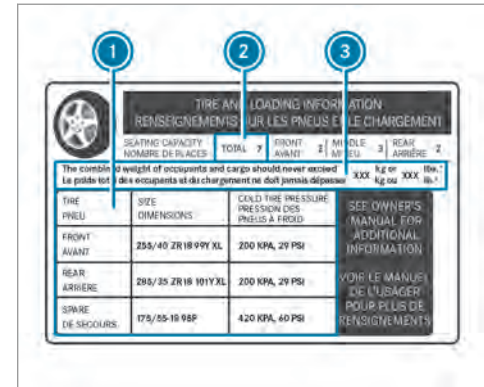 1 2 3
TIRE AND LOADING INFORMATION
RENSEIGNEMENTS SUR LES PNEUS ET LE CHARGEMENT
SEATING CAPACITY
NOMBRE DE PLACES
TOTAL 7
FRONT
AVANT
2
MIDDLE
MILIEU
3
REAR
ARRIÈRE
2
The combined weight of occupants and cargo should never exceed XXX kg or XXX lbs.
Le poids total des occupants et du chargement ne doit jamais dépasser XXX kg ou XXX lb.
TIRE
PNEU
SIZE
DIMENSIONS
COLD TIRE PRESSURE
PRESSION DES
PNEUS À FROID
FRONT
AVANT
255/40 ZR18 99Y XL
200 KPA, 29 PSI
REAR
ARRIÈRE
285/35 ZR18 101Y XL
200 KPA, 29 PSI
SPARE
DE SECOURS
175/55-18 95P
420 KPA, 60 PSI
SEE OWNER'S
MANUAL FOR
ADDITIONAL
INFORMATION
VOIR LE MANUEL
DE L'USAGER
POUR PLUS DE
RENSIGNEMENTS